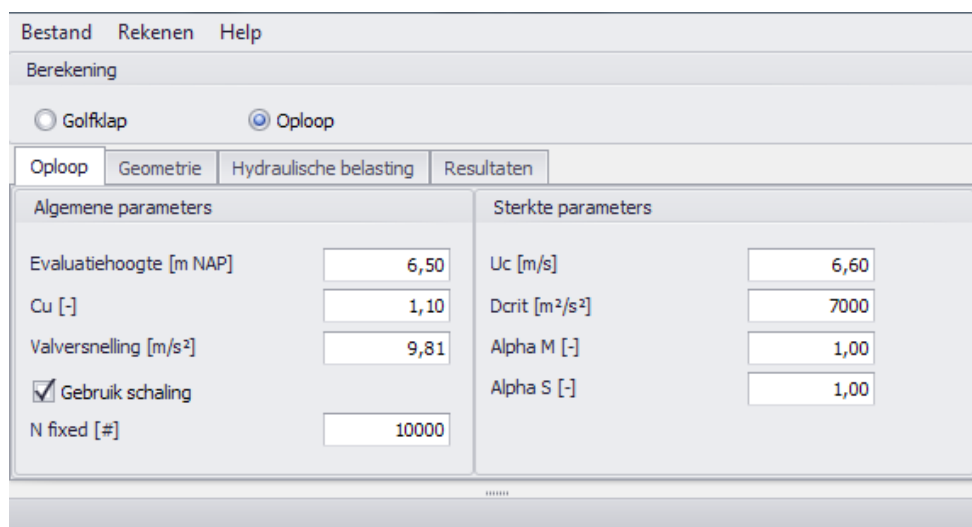 Bestand Rekenen Help
Berekening
Golfklap Oploop
Oploop Geometrie Hydraulische belasting Resultaten
Algemene parameters
Evaluatiehoogte [m NAP] 6,50
Cu [-] 1,10
Valversnelling [m/s²] 9,81
Gebruik schaling
N fixed [#] 10000
Sterkte parameters
Uc [m/s] 6,60
Dcrit [m²/s²] 7000
Alpha M [-] 1,00
Alpha S [-] 1,00